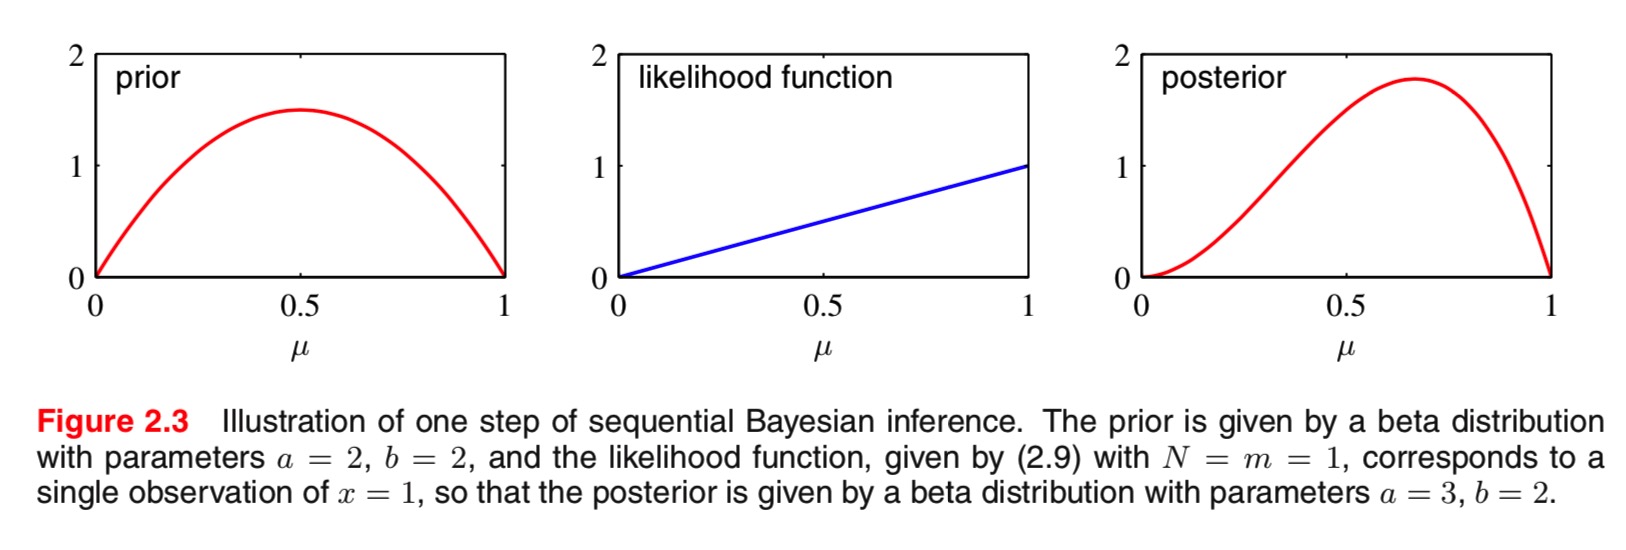 2
prior
1
0
0 0.5 1
μ
2
likelihood function
1
0
0 0.5 1
μ
2
posterior
1
0
0 0.5 1
μ
Figure 2.3 Illustration of one step of sequential Bayesian inference. The prior is given by a beta distribution
with parameters a = 2, b = 2, and the likelihood function, given by (2.9) with N = m = 1, corresponds to a
single observation of x = 1, so that the posterior is given by a beta distribution with parameters a = 3, b = 2.